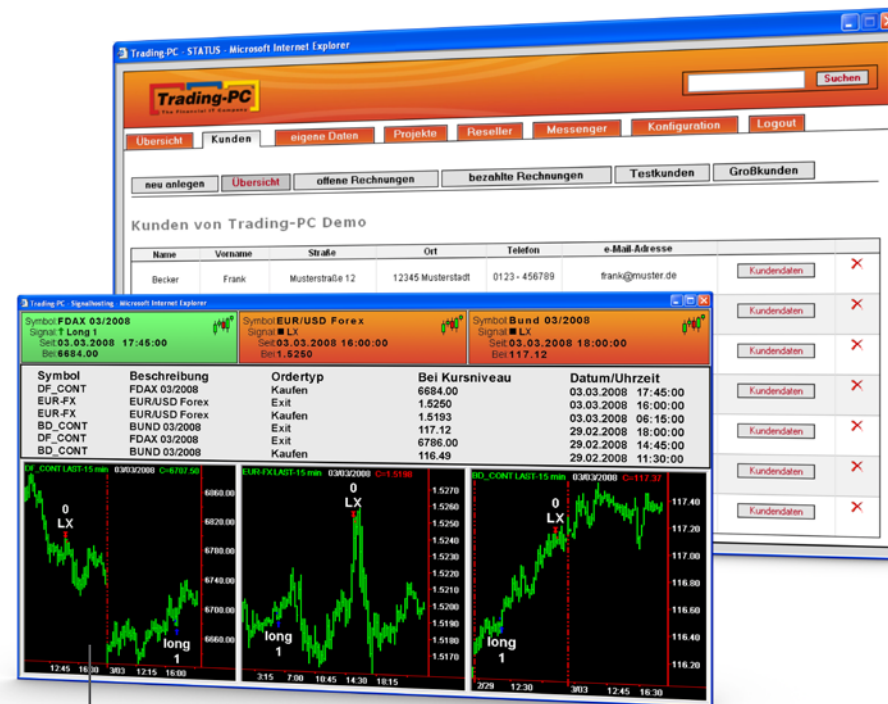 Trading-PC - STATUS - Microsoft Internet Explorer
Trading-PC
The Financial IT Company
Suchen
Übersicht Kunden eigene Daten Projekte Reseller Messenger Konfiguration Logout
neu anlegen Übersicht offene Rechnungen bezahlte Rechnungen Testkunden Großkunden
Kunden von Trading-PC Demo
Name Vorname Straße Ort Telefon e-Mail-Adresse
Becker Frank Musterstraße 12 12345 Musterstadt 0123 - 456789 frank@muster.de Kundendaten
Kundendaten
Kundendaten
Kundendaten
Kundendaten
Kundendaten
Kundendaten
Trading-PC - Signalhosting - Microsoft Internet Explorer
Symbol:FDAX 03/2008
Signal:↑ Long 1
Seit:03.03.2008 17:45:00
Bei:6684.00
Symbol:EUR/USD Forex
Signal:■ LX
Seit:03.03.2008 16:00:00
Bei:1.5250
Symbol:Bund 03/2008
Signal:■ LX
Seit:03.03.2008 18:00:00
Bei:117.12
Symbol Beschreibung Ordertyp Bei Kursniveau Datum/Uhrzeit
DF_CONT FDAX 03/2008 Kaufen 6684.00 03.03.2008 17:45:00
EUR-FX EUR/USD Forex Exit 1.5250 03.03.2008 16:00:00
EUR-FX EUR/USD Forex Kaufen 1.5193 03.03.2008 06:15:00
BD_CONT BUND 03/2008 Exit 117.12 29.02.2008 18:00:00
DF_CONT FDAX 03/2008 Exit 6786.00 29.02.2008 14:45:00
BD_CONT BUND 03/2008 Kaufen 116.49 29.02.2008 11:30:00
DF_CONT LAST-15 min 03/03/2008 C=6707.50
0
LX
long
1
6860.00
6820.00
6780.00
6740.00
6700.00
6660.00
12:45 16:30 3/03 12:15 16:00
EUR-FX LAST-15 min 03/03/2008 C=1.5198
0
LX
long
1
1.5270
1.5260
1.5250
1.5240
1.5230
1.5220
1.5210
1.5200
1.5190
1.5180
1.5170
3:15 7:00 10:45 14:30 18:15
BD_CONT LAST-15 min 03/03/2008 C=117.37
0
LX
long
1
117.40
117.20
117.00
116.80
116.60
116.40
116.20
2/29 12:30 3/03 12:45 16:30